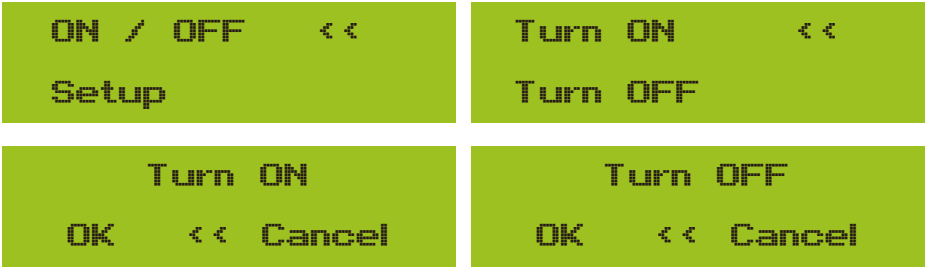 ON / OFF <<
Setup
Turn ON <<
Turn OFF
Turn ON
OK << Cancel
Turn OFF
OK << Cancel